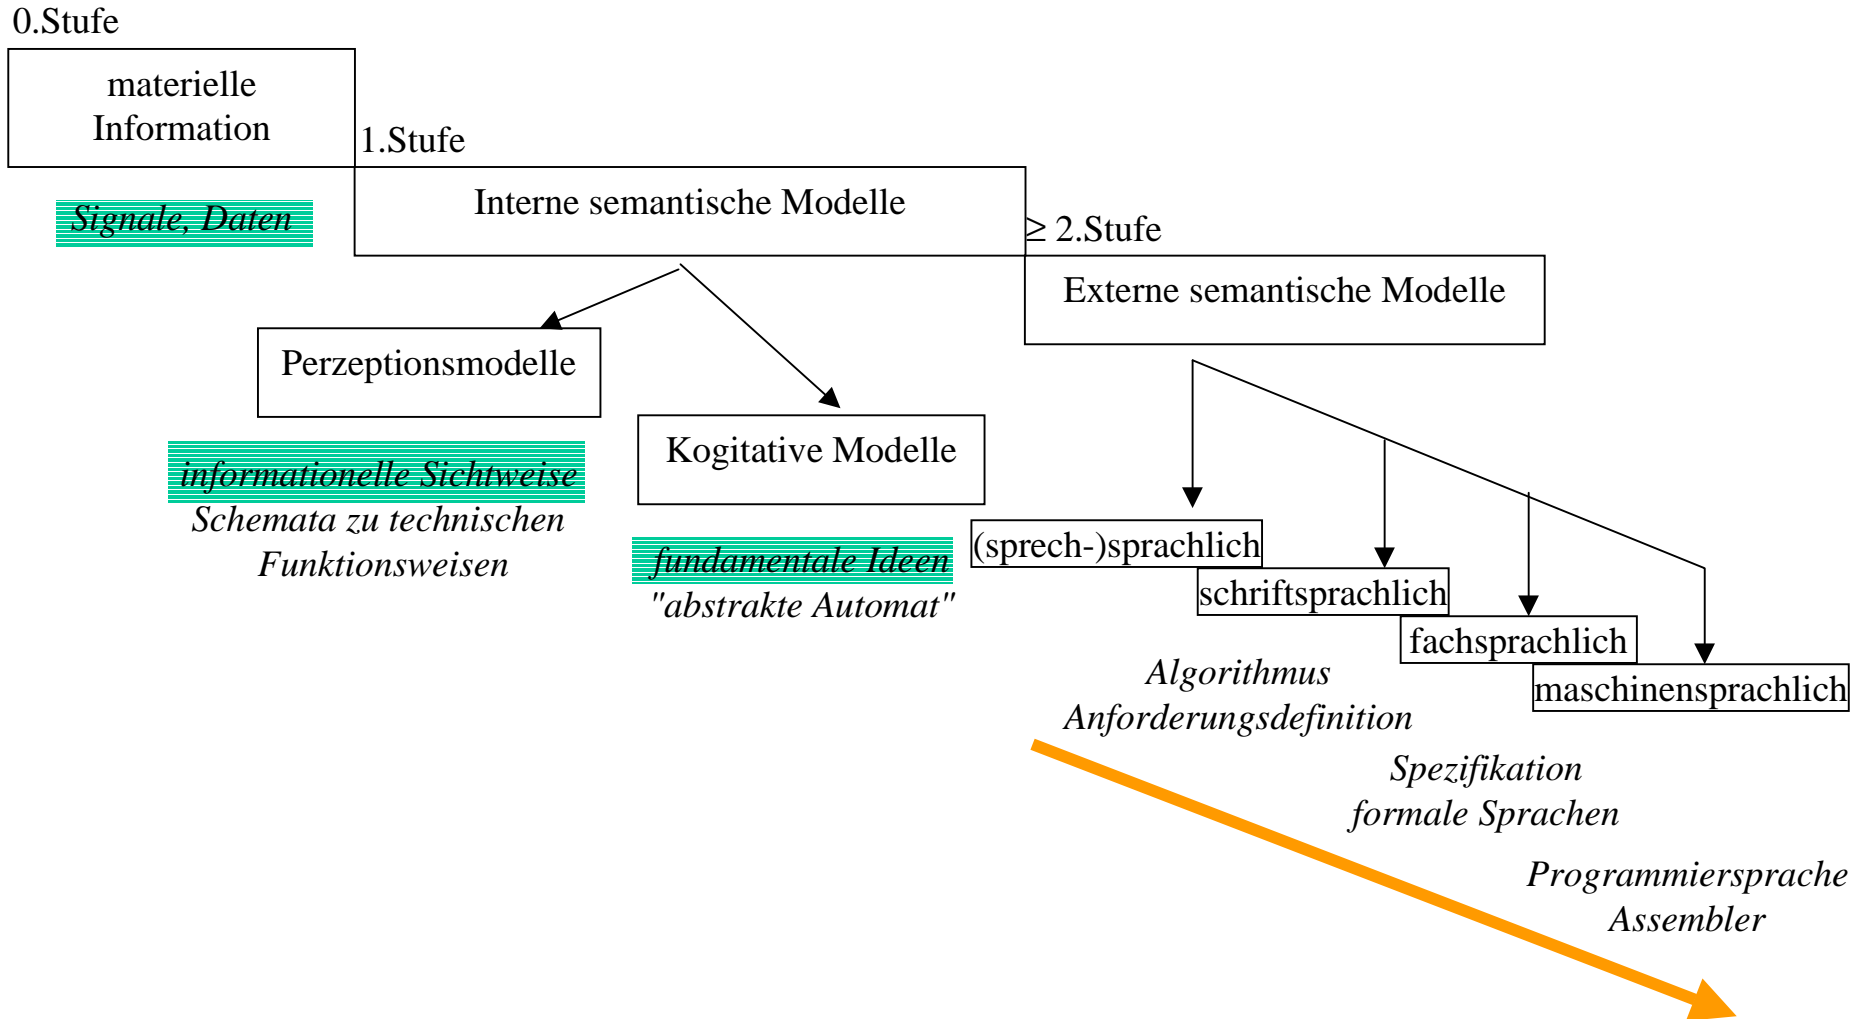 0.Stufe
materielle
Information
1.Stufe
Interne semantische Modelle
Signale, Daten
≥ 2.Stufe
Externe semantische Modelle
Perzeptionsmodelle
Kogitative Modelle
informationelle Sichtweise
Schemata zu technischen
Funktionsweisen
fundamentale Ideen
"abstrakte Automat"
(sprech-)sprachlich
schriftsprachlich
fachsprachlich
maschinensprachlich
Algorithmus
Anforderungsdefinition
Spezifikation
formale Sprachen
Programmiersprache
Assembler